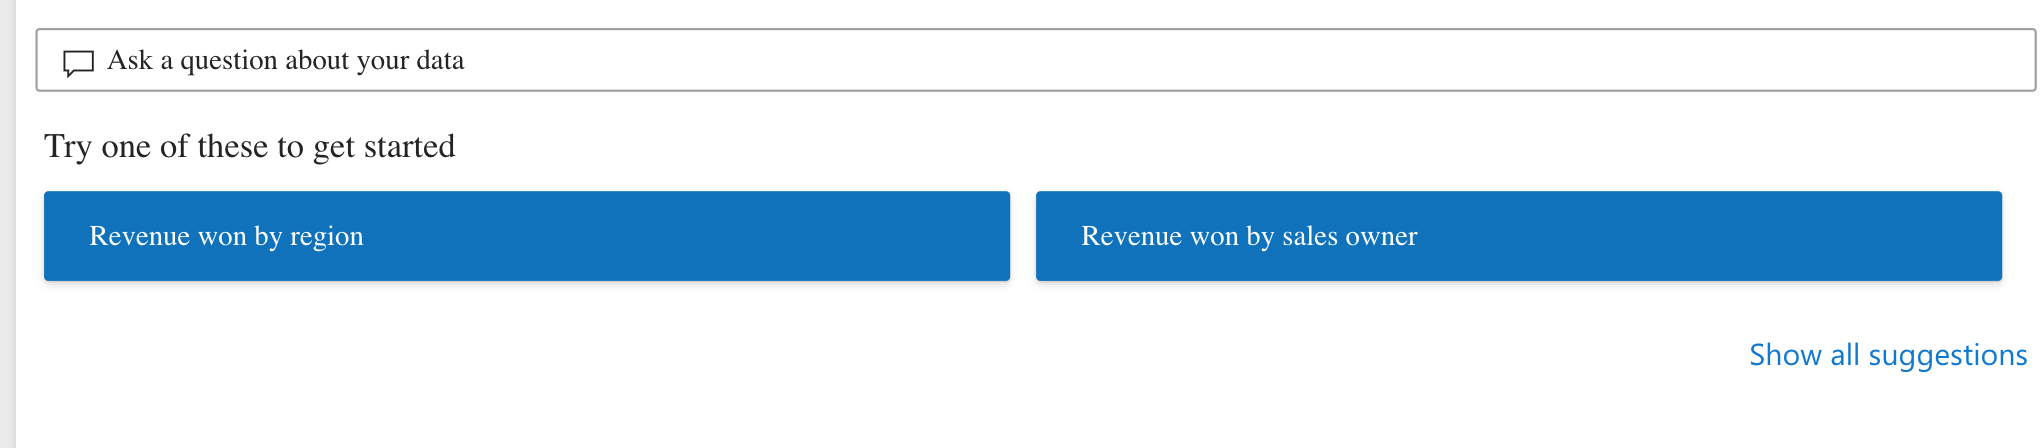 Ask a question about your data
Try one of these to get started
Revenue won by region
Revenue won by sales owner
Show all suggestions